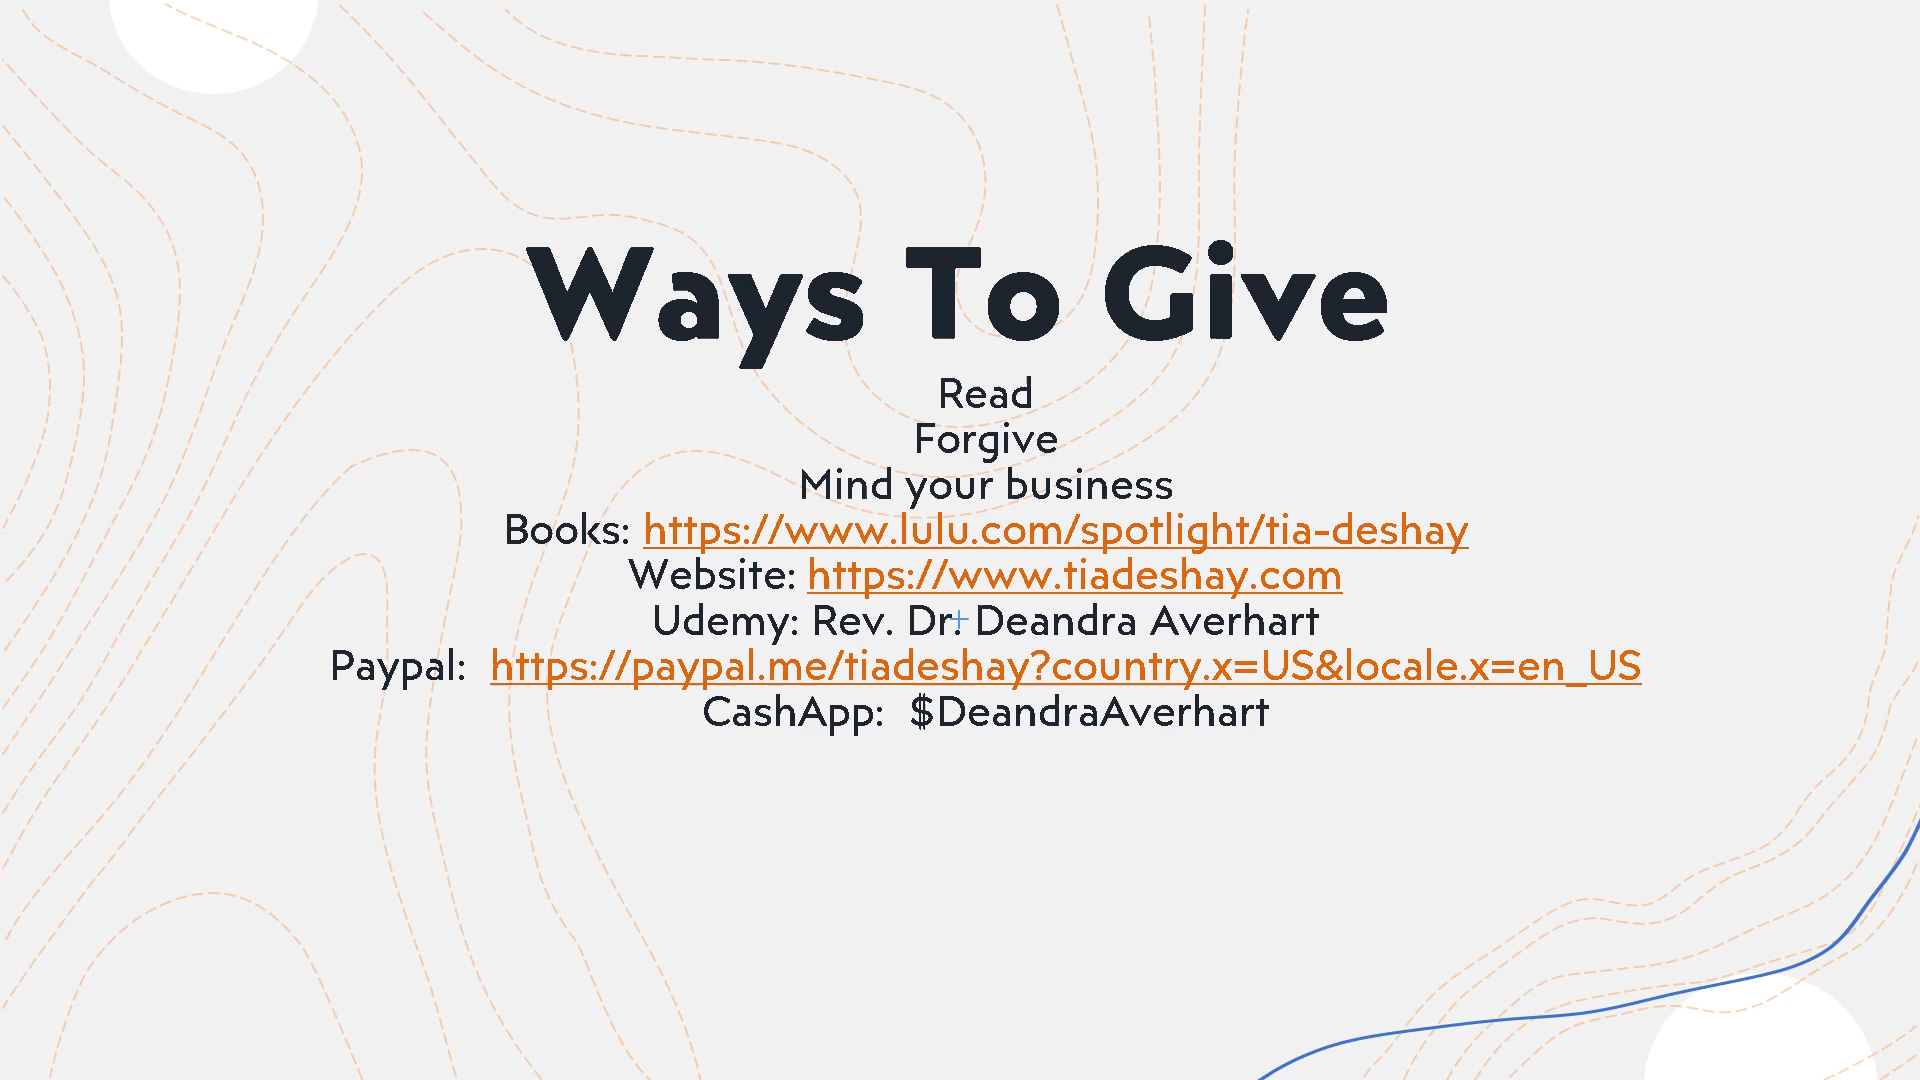 Ways To Give
Read
Forgive
Mind your business
Books: https://www.lulu.com/spotlight/tia-deshay
Website: https://www.tiadeshay.com
Udemy: Rev. Dr. Deandra Averhart
Paypal:  https://paypal.me/tiadeshay?country.x=US&locale.x=en_US
CashApp:  $DeandraAverhart